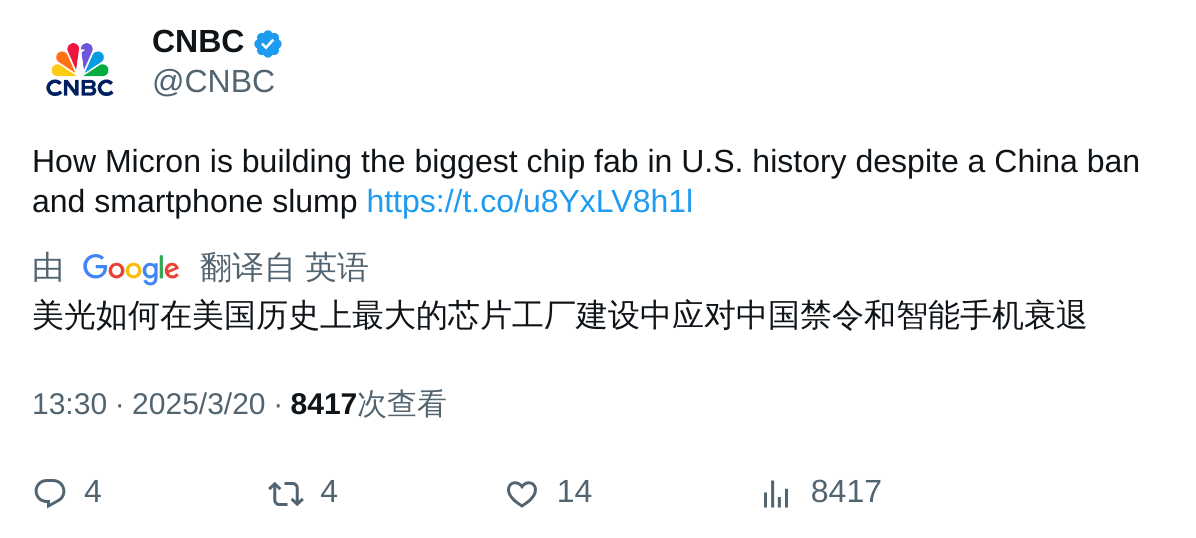 CNBC
CNBC
@CNBC
How Micron is building the biggest chip fab in U.S. history despite a China ban
and smartphone slump https://t.co/u8YxLV8h1l
由 Google 翻译自 英语
美光如何在美国历史上最大的芯片工厂建设中应对中国禁令和智能手机衰退
13:30 · 2025/3/20 · 8417次查看
4 4 14 8417